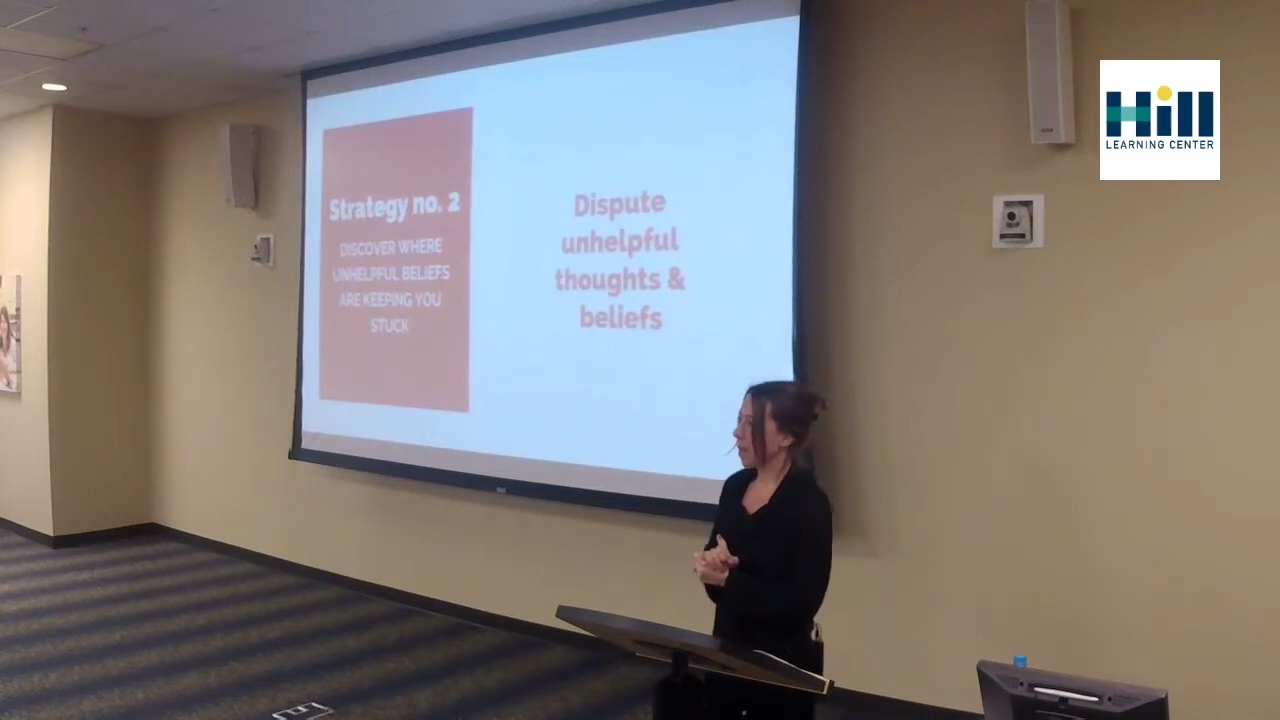 Strategy no. 2
DISCOVER WHERE
UNHELPFUL BELIEFS
ARE KEEPING YOU
STUCK
Dispute
unhelpful
thoughts &
beliefs
Hill
LEARNING CENTER